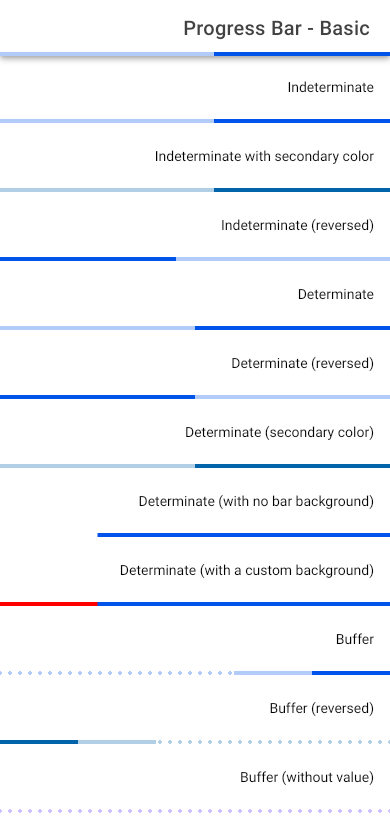 Progress Bar - Basic
Indeterminate
Indeterminate with secondary color
Indeterminate (reversed)
Determinate
Determinate (reversed)
Determinate (secondary color)
Determinate (with no bar background)
Determinate (with a custom background)
Buffer
Buffer (reversed)
Buffer (without value)